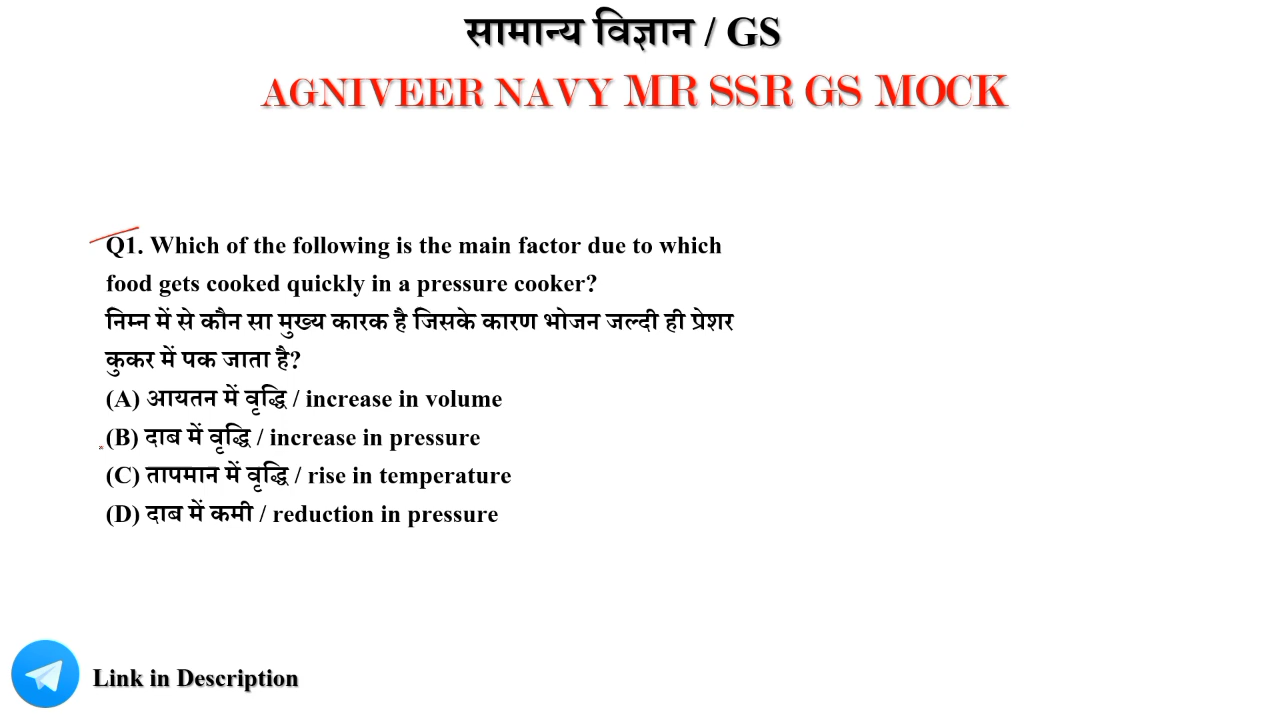 सामान्य विज्ञान / GS
AGNIVEER NAVY MR SSR GS MOCK
Q1. Which of the following is the main factor due to which
food gets cooked quickly in a pressure cooker?
निम्न में से कौन सा मुख्य कारक है जिसके कारण भोजन जल्दी ही प्रेशर
कुकर में पक जाता है?
(A) आयतन में वृद्धि / increase in volume
(B) दाब में वृद्धि / increase in pressure
(C) तापमान में वृद्धि / rise in temperature
(D) दाब में कमी / reduction in pressure
Link in Description